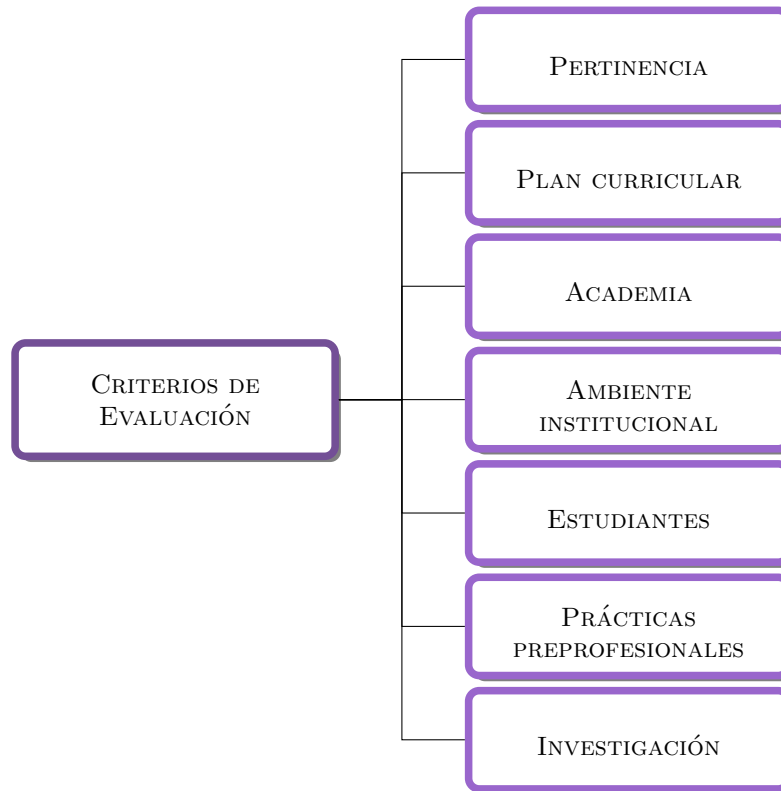 Pertinencia
Plan curricular
Academia
Criterios de
Evaluación
Ambiente
institucional
Estudiantes
Prácticas
preprofesionales
Investigación